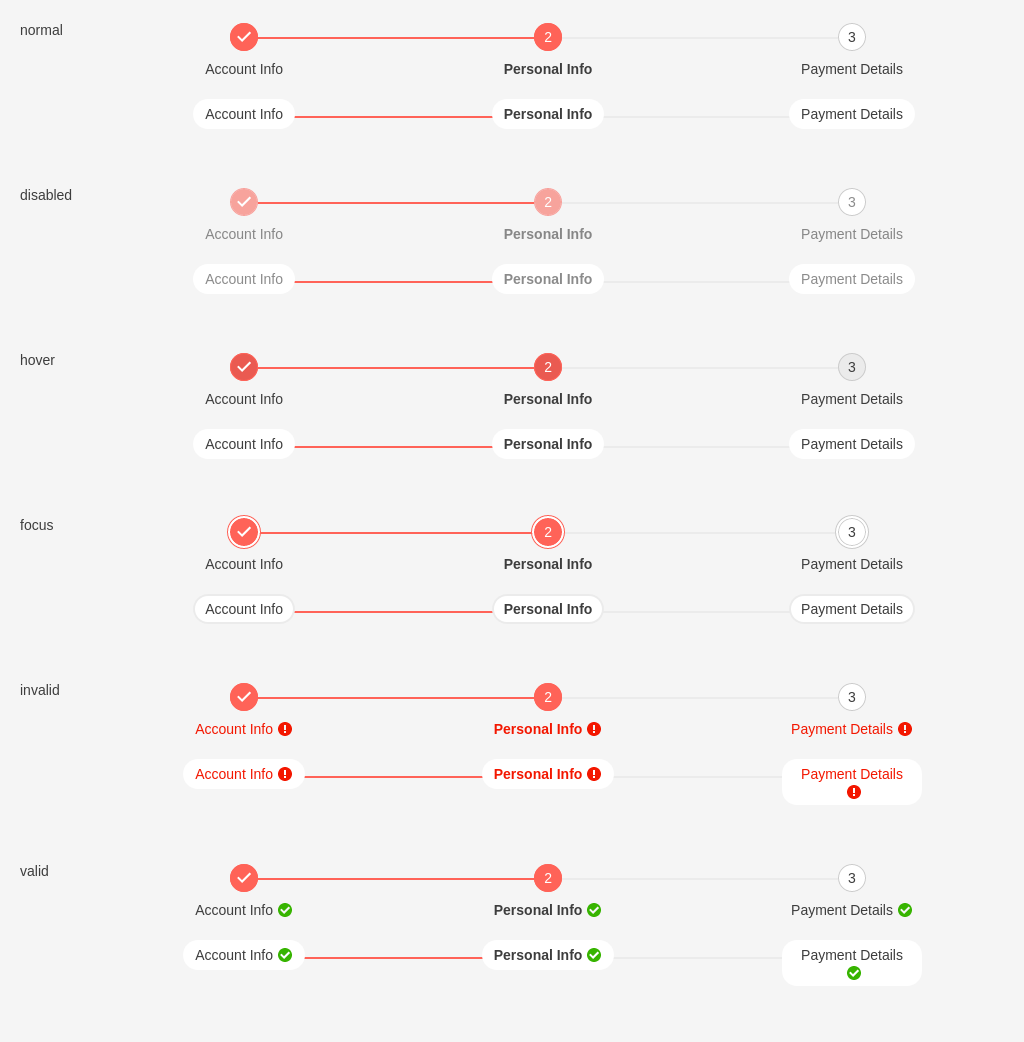 normal
2
3
Account Info
Personal Info
Payment Details
Account Info
Personal Info
Payment Details
disabled
2
3
Account Info
Personal Info
Payment Details
Account Info
Personal Info
Payment Details
hover
2
3
Account Info
Personal Info
Payment Details
Account Info
Personal Info
Payment Details
focus
2
3
Account Info
Personal Info
Payment Details
Account Info
Personal Info
Payment Details
invalid
2
3
Account Info
Personal Info
Payment Details
Account Info
Personal Info
Payment Details
valid
2
3
Account Info
Personal Info
Payment Details
Account Info
Personal Info
Payment Details